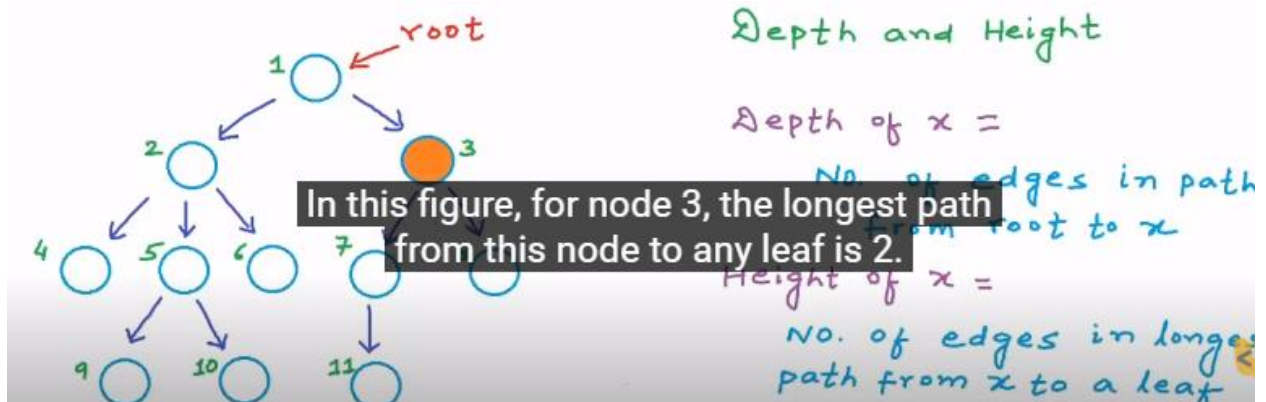 root
1
2
3
4
5
6
7
9
10
11
Depth and Height
Depth of x =
No. of edges in path
from root to x
Height of x =
No. of edges in longe
path from x to a leaf
In this figure, for node 3, the longest path
from this node to any leaf is 2.